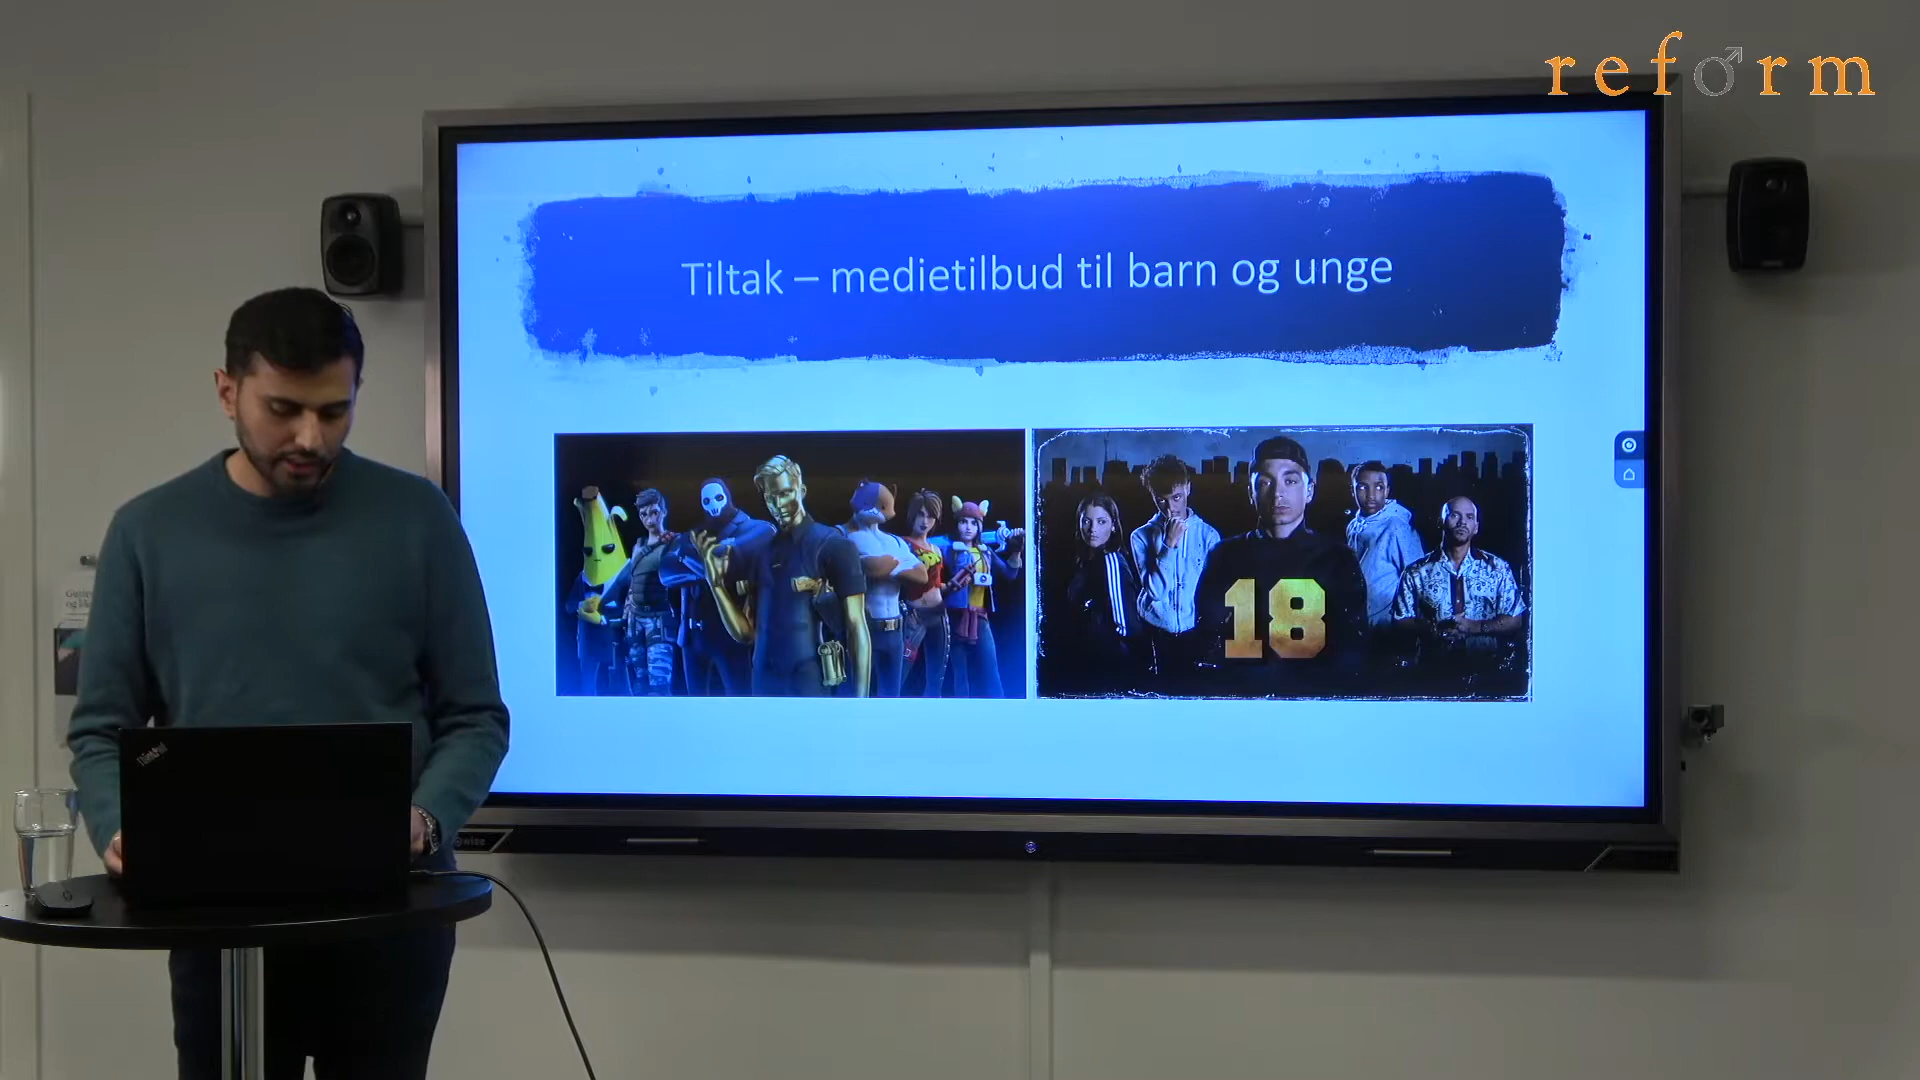 reform
Tiltak – medietilbud til barn og unge
18
ThinkPad